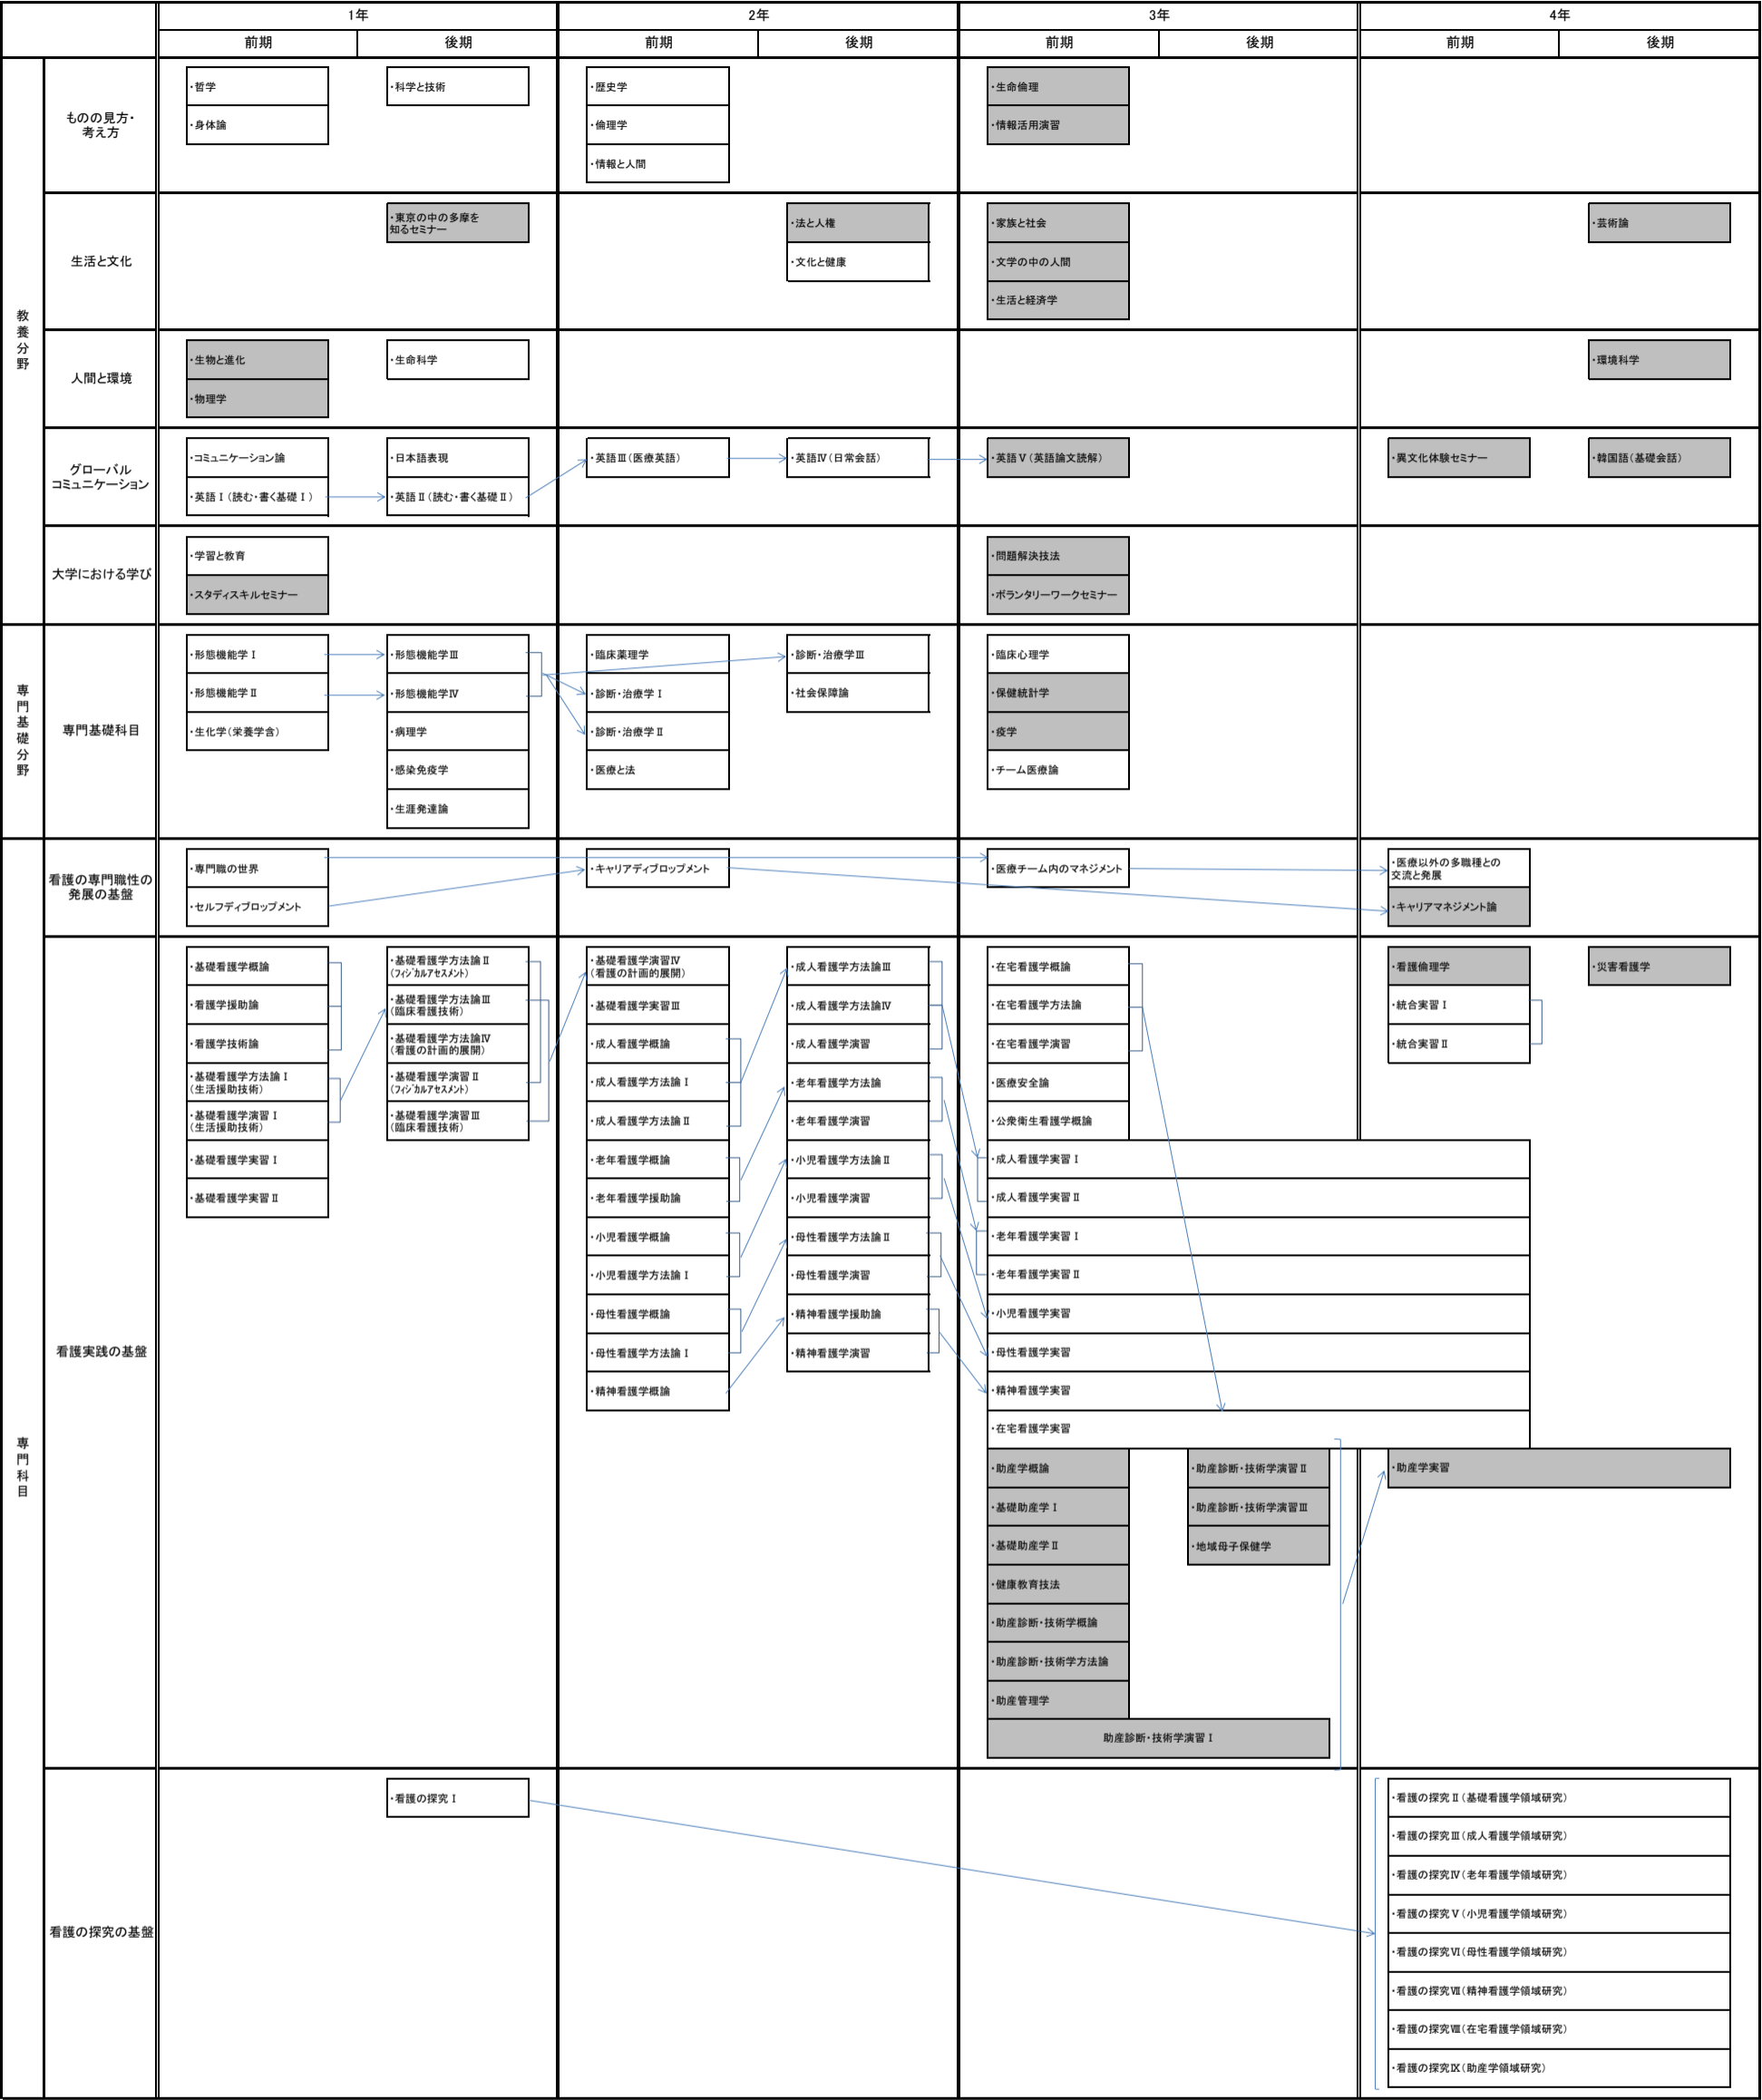 1年
2年
3年
4年
前期
後期
前期
後期
前期
後期
前期
後期
教養分野
ものの見方・
考え方
・哲学
・身体論
・科学と技術
・歴史学
・倫理学
・情報と人間
・生命倫理
・情報活用演習
生活と文化
・東京の中の多摩を
知るセミナー
・法と人権
・文化と健康
・家族と社会
・文学の中の人間
・生活と経済学
・芸術論
人間と環境
・生物と進化
・物理学
・生命科学
・環境科学
グローバル
コミュニケーション
・コミュニケーション論
・英語Ⅰ（読む・書く基礎Ⅰ）
・日本語表現
・英語Ⅱ（読む・書く基礎Ⅱ）
・英語Ⅲ（医療英語）
・英語Ⅳ（日常会話）
・英語Ⅴ（英語論文読解）
・異文化体験セミナー
・韓国語（基礎会話）
大学における学び
・学習と教育
・スタディスキルセミナー
・問題解決技法
・ボランタリーワークセミナー
専門基礎分野
専門基礎科目
・形態機能学Ⅰ
・形態機能学Ⅱ
・生化学（栄養学含）
・形態機能学Ⅲ
・形態機能学Ⅳ
・病理学
・感染免疫学
・生涯発達論
・臨床薬理学
・診断・治療学Ⅰ
・診断・治療学Ⅱ
・医療と法
・診断・治療学Ⅲ
・社会保障論
・臨床心理学
・保健統計学
・疫学
・チーム医療論
専門科目
看護の専門職性の
発展の基盤
・専門職の世界
・セルフディブロップメント
・キャリアディブロップメント
・医療チーム内のマネジメント
・医療以外の多職種との
交流と発展
・キャリアマネジメント論
看護実践の基盤
・基礎看護学概論
・看護学援助論
・看護学技術論
・基礎看護学方法論Ⅰ
（生活援助技術）
・基礎看護学演習Ⅰ
（生活援助技術）
・基礎看護学実習Ⅰ
・基礎看護学実習Ⅱ
・基礎看護学方法論Ⅱ
（ﾌｨｼﾞｶﾙｱｾｽﾒﾝﾄ）
・基礎看護学方法論Ⅲ
（臨床看護技術）
・基礎看護学方法論Ⅳ
（看護の計画的展開）
・基礎看護学演習Ⅱ
（ﾌｨｼﾞｶﾙｱｾｽﾒﾝﾄ）
・基礎看護学演習Ⅲ
（臨床看護技術）
・基礎看護学演習Ⅳ
（看護の計画的展開）
・基礎看護学実習Ⅲ
・成人看護学概論
・成人看護学方法論Ⅰ
・成人看護学方法論Ⅱ
・老年看護学概論
・老年看護学援助論
・小児看護学概論
・小児看護学方法論Ⅰ
・母性看護学概論
・母性看護学方法論Ⅰ
・精神看護学概論
・成人看護学方法論Ⅲ
・成人看護学方法論Ⅳ
・成人看護学演習
・老年看護学方法論
・老年看護学演習
・小児看護学方法論Ⅱ
・小児看護学演習
・母性看護学方法論Ⅱ
・母性看護学演習
・精神看護学援助論
・精神看護学演習
・在宅看護学概論
・在宅看護学方法論
・在宅看護学演習
・医療安全論
・公衆衛生看護学概論
・成人看護学実習Ⅰ
・成人看護学実習Ⅱ
・老年看護学実習Ⅰ
・老年看護学実習Ⅱ
・小児看護学実習
・母性看護学実習
・精神看護学実習
・在宅看護学実習
・助産学概論
・基礎助産学Ⅰ
・基礎助産学Ⅱ
・健康教育技法
・助産診断・技術学概論
・助産診断・技術学方法論
・助産管理学
助産診断・技術学演習Ⅰ
・助産診断・技術学演習Ⅱ
・助産診断・技術学演習Ⅲ
・地域母子保健学
・看護倫理学
・統合実習Ⅰ
・統合実習Ⅱ
・災害看護学
・助産学実習
看護の探究の基盤
・看護の探究Ⅰ
・看護の探究Ⅱ（基礎看護学領域研究）
・看護の探究Ⅲ（成人看護学領域研究）
・看護の探究Ⅳ（老年看護学領域研究）
・看護の探究Ⅴ（小児看護学領域研究）
・看護の探究Ⅵ（母性看護学領域研究）
・看護の探究Ⅶ（精神看護学領域研究）
・看護の探究Ⅷ（在宅看護学領域研究）
・看護の探究Ⅸ（助産学領域研究）